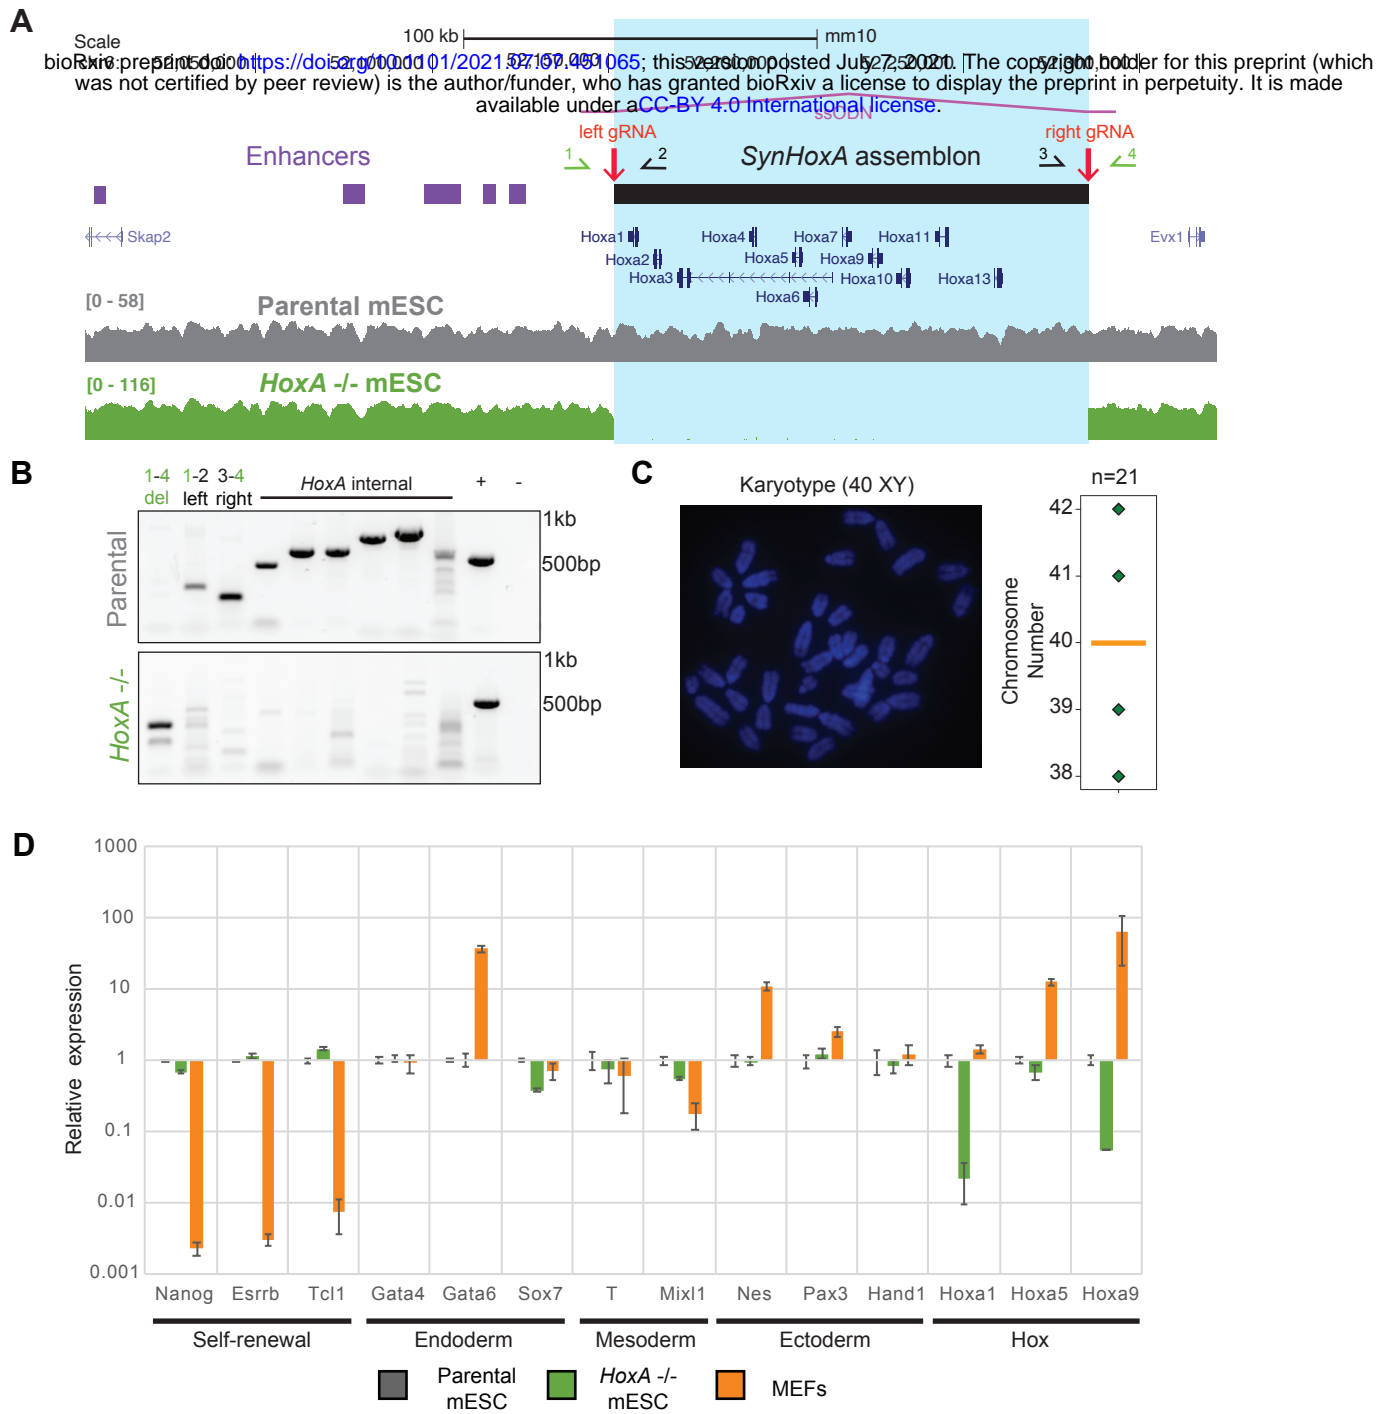 A
100 kb
mm10
Scale
bioRxiv preprint doi: https://doi.org/10.1101/2021.07.07.451065; this version posted July 7, 2021. The copyright holder for this preprint (which
was not certified by peer review) is the author/funder, who has granted bioRxiv a license to display the preprint in perpetuity. It is made
available under aCC-BY 4.0 International license.
ssODN
left gRNA
right gRNA
Enhancers
1
2
SynHoxA assemblon
3
4
Skap2
Hoxa1
Hoxa4
Hoxa7
Hoxa11
Evx1
Hoxa2
Hoxa5
Hoxa9
Hoxa3
Hoxa10
Hoxa13
Hoxa6
[0 - 58]
Parental mESC
[0 - 116]
HoxA -/- mESC
B
1-4
del
1-2
left
3-4
right
HoxA internal
+
-
Parental
1kb
500bp
HoxA -/-
1kb
500bp
C
Karyotype (40 XY)
n=21
Chromosome
Number
42
41
40
39
38
D
Relative expression
1000
100
10
1
0.1
0.01
0.001
Nanog Esrrb Tcl1 Gata4 Gata6 Sox7 T Mixl1 Nes Pax3 Hand1 Hoxa1 Hoxa5 Hoxa9
Self-renewal Endoderm Mesoderm Ectoderm Hox
Parental
mESC
HoxA -/-
mESC
MEFs